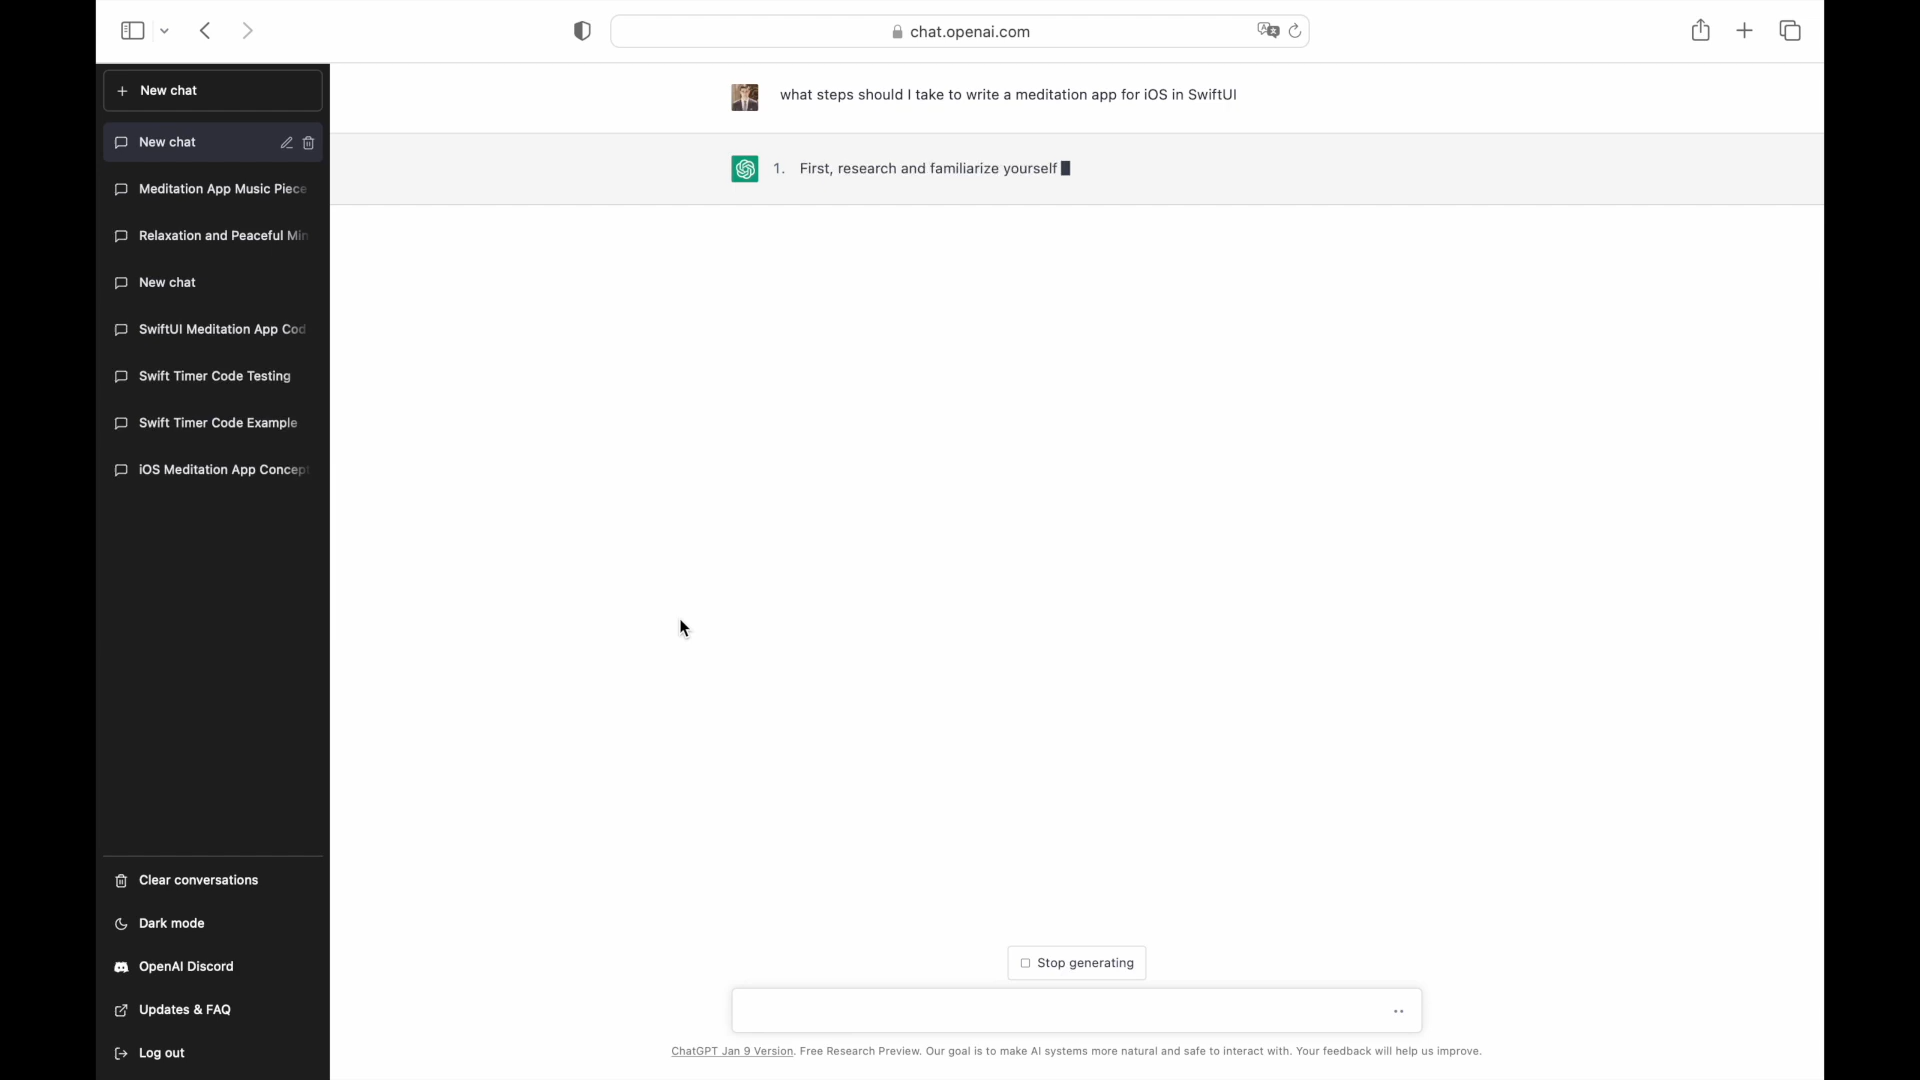 chat.openai.com
New chat
New chat
Meditation App Music Piece
Relaxation and Peaceful Min
New chat
SwiftUI Meditation App Cod
Swift Timer Code Testing
Swift Timer Code Example
iOS Meditation App Concept
Clear conversations
Dark mode
OpenAI Discord
Updates & FAQ
Log out
what steps should I take to write a meditation app for iOS in SwiftUI
1. First, research and familiarize yourself
Stop generating
ChatGPT Jan 9 Version. Free Research Preview. Our goal is to make AI systems more natural and safe to interact with. Your feedback will help us improve.